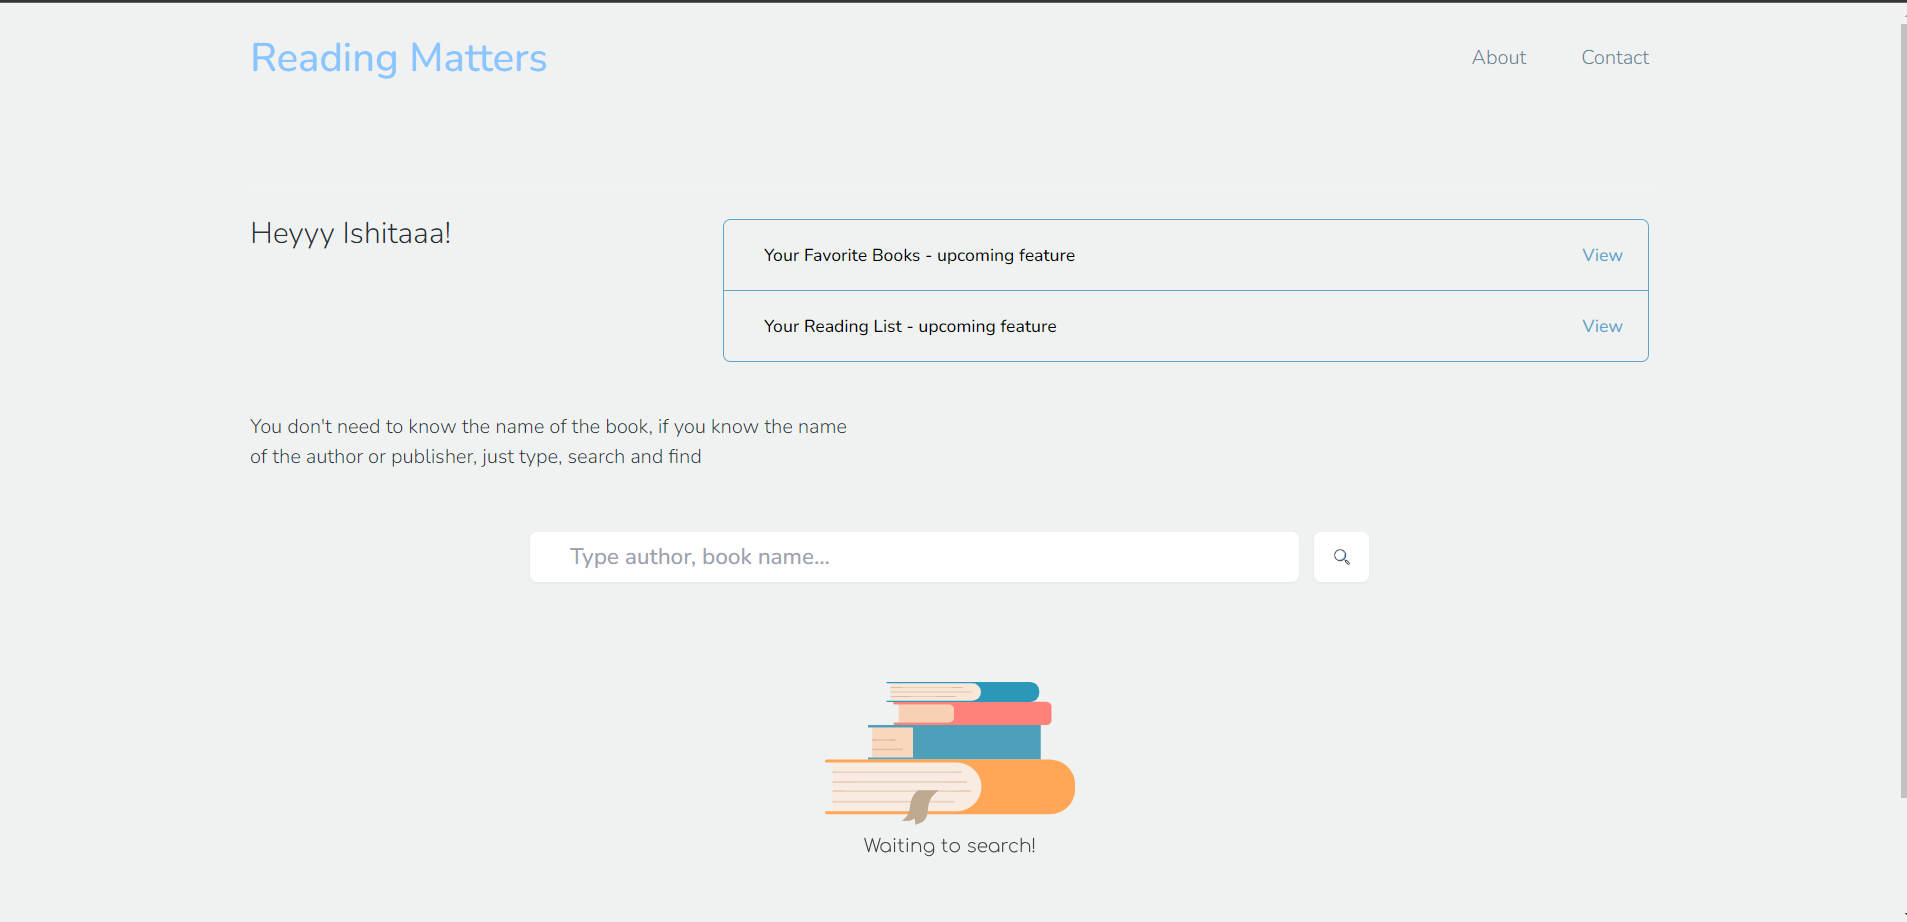 Reading Matters
About
Contact
Heyyy Ishitaaa!
Your Favorite Books - upcoming feature
View
Your Reading List - upcoming feature
View
You don't need to know the name of the book, if you know the name
of the author or publisher, just type, search and find
Type author, book name...
Waiting to search!